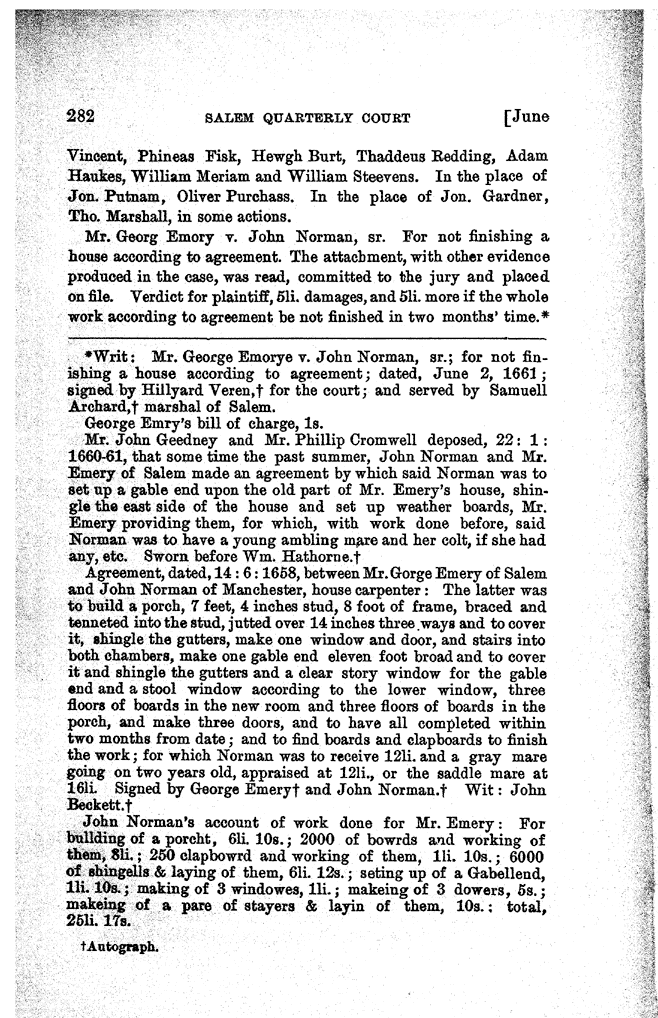 282 SALEM QUARTERLY COURT [June
Vincent, Phineas Fisk, Hewgh Burt, Thaddeus Redding, Adam
Haukes, William Meriam and William Steevens. In the place of
Jon. Putnam, Oliver Purchass. In the place of Jon. Gardner,
Tho. Marshall, in some actions.
Mr. Georg Emory v. John Norman, sr. For not finishing a
house according to agreement. The attachment, with other evidence
produced in the case, was read, committed to the jury and placed
on file. Verdict for plaintiff, 5li. damages, and 5li. more if the whole
work according to agreement be not finished in two months' time.*
*Writ: Mr. George Emorye v. John Norman, sr.; for not fin-
ishing a house according to agreement; dated, June 2, 1661;
signed by Hillyard Veren,† for the court; and served by Samuell
Archard,† marshal of Salem.
George Emry's bill of charge, 1s.
Mr. John Geedney and Mr. Phillip Cromwell deposed, 22: 1:
1660-61, that some time the past summer, John Norman and Mr.
Emery of Salem made an agreement by which said Norman was to
set up a gable end upon the old part of Mr. Emery's house, shin-
gle the east side of the house and set up weather boards, Mr.
Emery providing them, for which, with work done before, said
Norman was to have a young ambling mare and her colt, if she had
any, etc. Sworn before Wm. Hathorne.†
Agreement, dated, 14: 6: 1658, between Mr. Gorge Emery of Salem
and John Norman of Manchester, house carpenter: The latter was
to build a porch, 7 feet, 4 inches stud, 8 foot of frame, braced and
tenneted into the stud, jutted over 14 inches three ways and to cover
it, shingle the gutters, make one window and door, and stairs into
both chambers, make one gable end eleven foot broad and to cover
it and shingle the gutters and a clear story window for the gable
end and a stool window according to the lower window, three
floors of boards in the new room and three floors of boards in the
porch, and make three doors, and to have all completed within
two months from date; and to find boards and clapboards to finish
the work; for which Norman was to receive 12li. and a gray mare
going on two years old, appraised at 12li., or the saddle mare at
16li. Signed by George Emery† and John Norman.† Wit: John
Beckett.†
John Norman's account of work done for Mr. Emery: For
bullding of a porcht, 6li. 10s.; 2000 of bowrds and working of
them, 8li.; 250 clapbowrd and working of them, 1li. 10s.; 6000
of shingells & laying of them, 6li. 12s.; seting up of a Gabellend,
1li. 10s.; making of 3 windowes, 1li.; makeing of 3 dowers, 5s.;
makeing of a pare of stayers & layin of them, 10s.: total,
25li. 17s.
†Autograph.